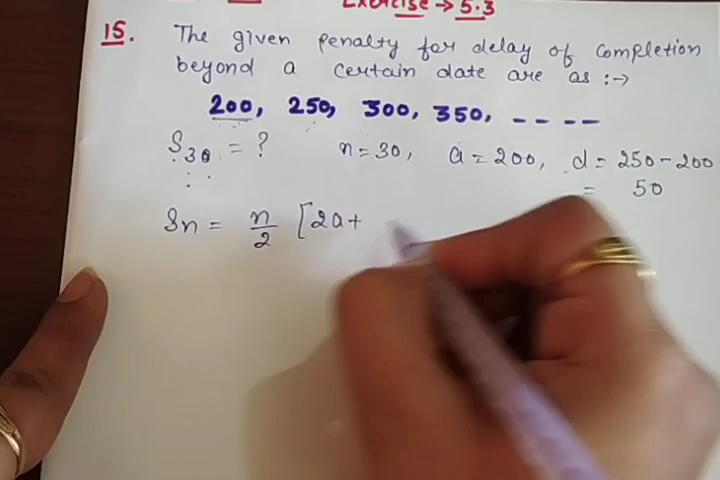 Exercise → 5.3
15. The given penalty for delay of completion
beyond a certain date are as :→
200, 250, 300, 350, ----
S30 = ? n = 30, a = 200, d = 250 - 200
= 50
Sn = n/2 [2a+